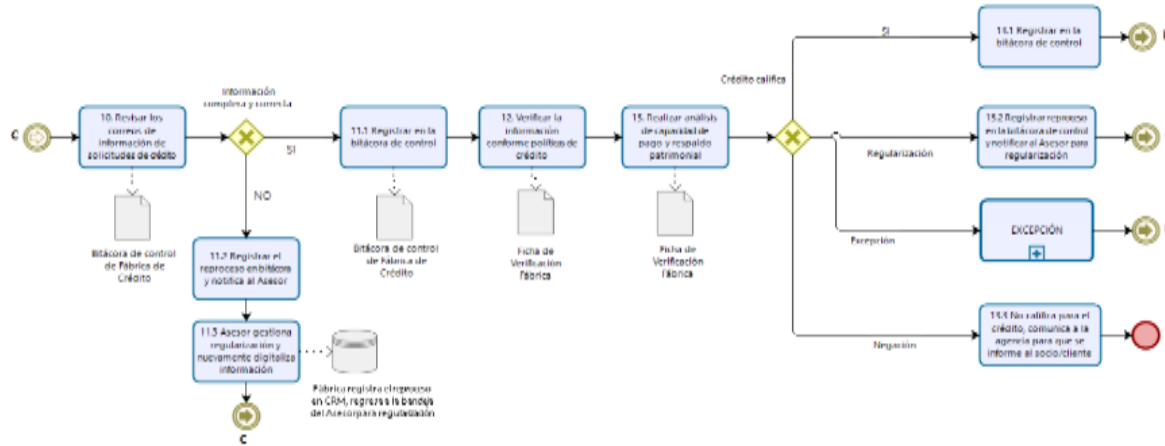 C
10. Revisar los
correos de
información de
solicitudes de crédito
Bitácora de control
de Fábrica de
Crédito
Información
completa y correcta
SI
NO
11.1 Registrar en la
bitácora de control
Bitácora de control
de Fábrica de
Crédito
12. Verificar la
información
conforme políticas de
crédito
Ficha de
Verificación
Fábrica
13. Realizar análisis
de capacidad de
pago y respaldo
patrimonial
Ficha de
Verificación
Fábrica
11.2 Registrar el
reproceso en bitácora
y notifica al Asesor
11.3 Asesor gestiona
regularización y
nuevamente digitaliza
información
Fábrica registra el reproceso
en CRM, regresa a la bandeja
del Asesor para regularización
C
Crédito califica
SI
Registrar en la
bitácora de control
Regularización
Registrar reproceso
en la bitácora de control
y notificar al Asesor para
regularización
Excepción
EXCEPCIÓN
Negación
No califica para el
crédito, comunica a la
agencia para que se
informe al socio/cliente